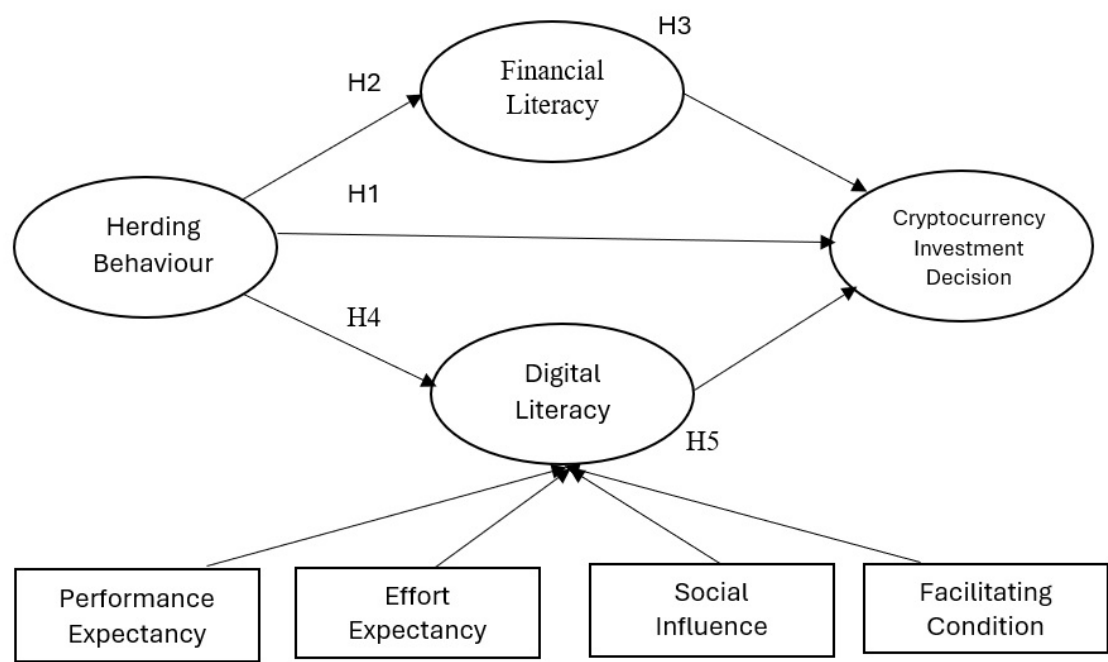 H3
Financial
Literacy
H2
H1
Herding
Behaviour
Cryptocurrency
Investment
Decision
H4
Digital
Literacy
H5
Performance
Expectancy
Effort
Expectancy
Social
Influence
Facilitating
Condition